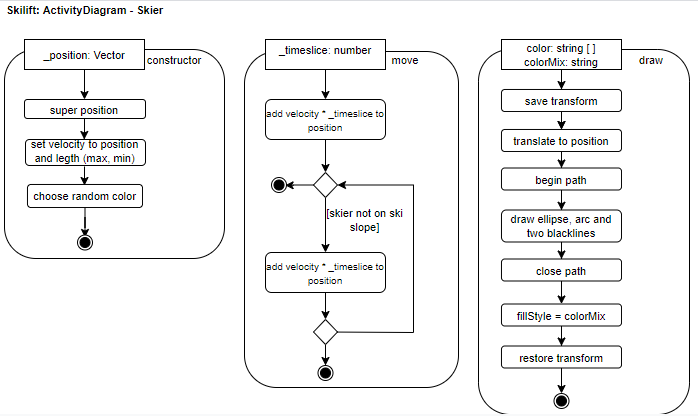 Skilift: ActivityDiagram - Skier
_position: Vector
constructor
super position
set velocity to position
and legth (max, min)
choose random color
_timeslice: number
move
add velocity * _timeslice to
position
[skier not on ski
slope]
add velocity * _timeslice to
position
color: string [ ]
colorMix: string
draw
save transform
translate to position
begin path
draw ellipse, arc and
two blacklines
close path
fillStyle = colorMix
restore transform